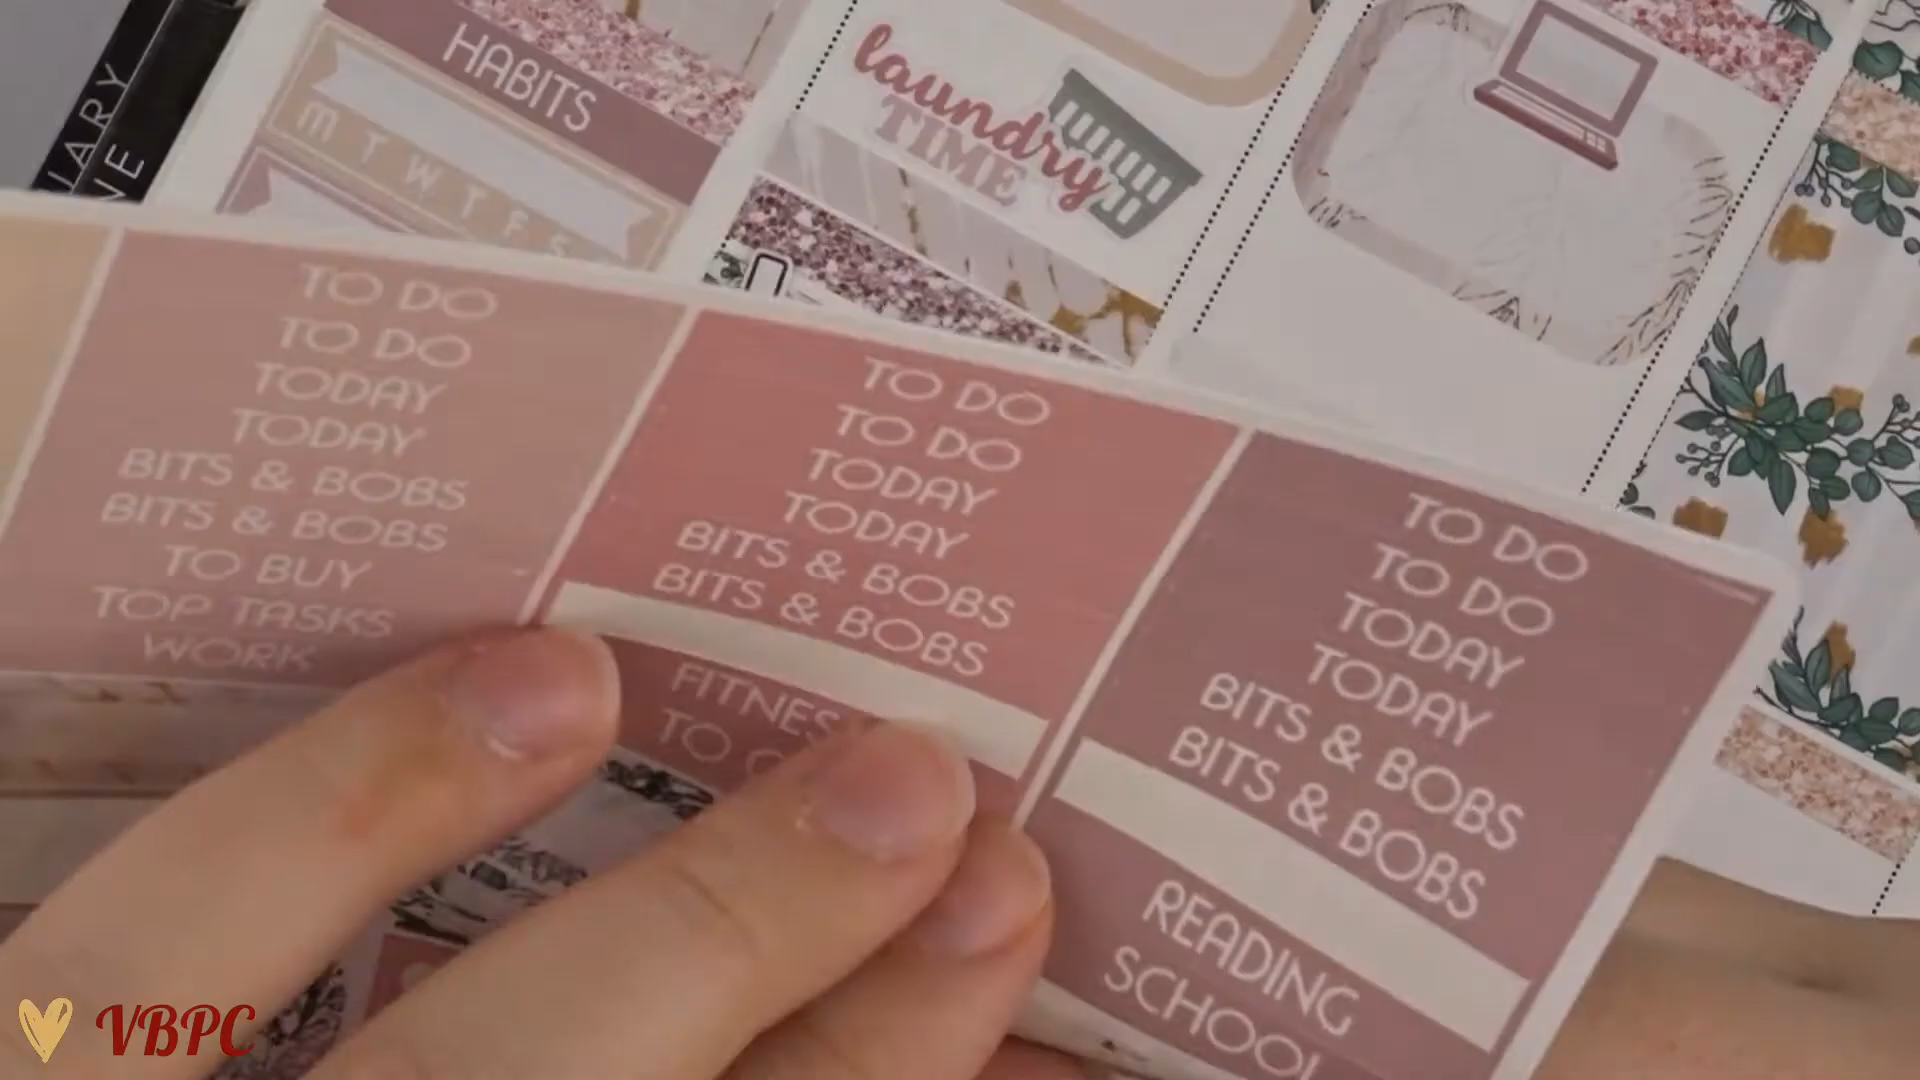 HABITS
M T W T F S
laundry
TIME
TO DO
TO DO
TODAY
TODAY
BITS & BOBS
BITS & BOBS
TO BUY
TOP TASKS
WORK
TO DO
TO DO
TODAY
TODAY
BITS & BOBS
BITS & BOBS
TO
TO DO
TO DO
TODAY
TODAY
BITS & BOBS
BITS & BOBS
READING
SCHOOL
VBPC